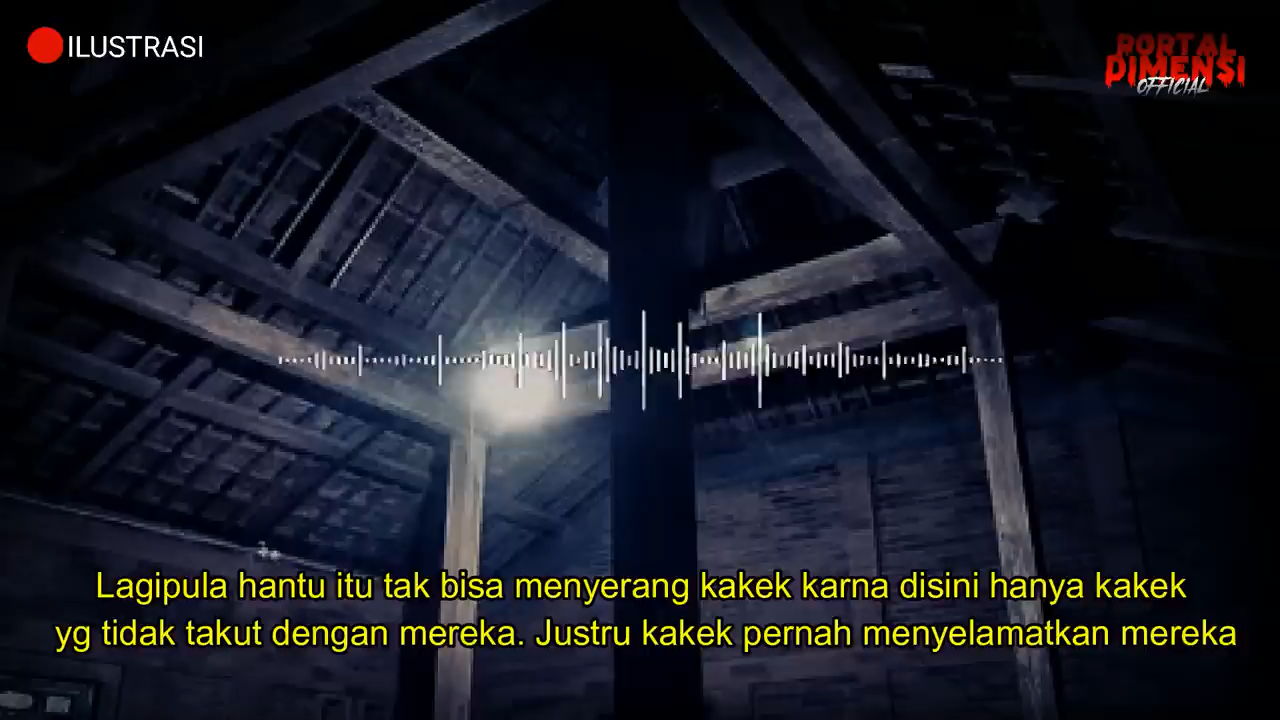 ILUSTRASI
PORTAL
DIMENSI
OFFICIAL
Lagipula hantu itu tak bisa menyerang kakek karna disini hanya kakek
yg tidak takut dengan mereka. Justru kakek pernah menyelamatkan mereka